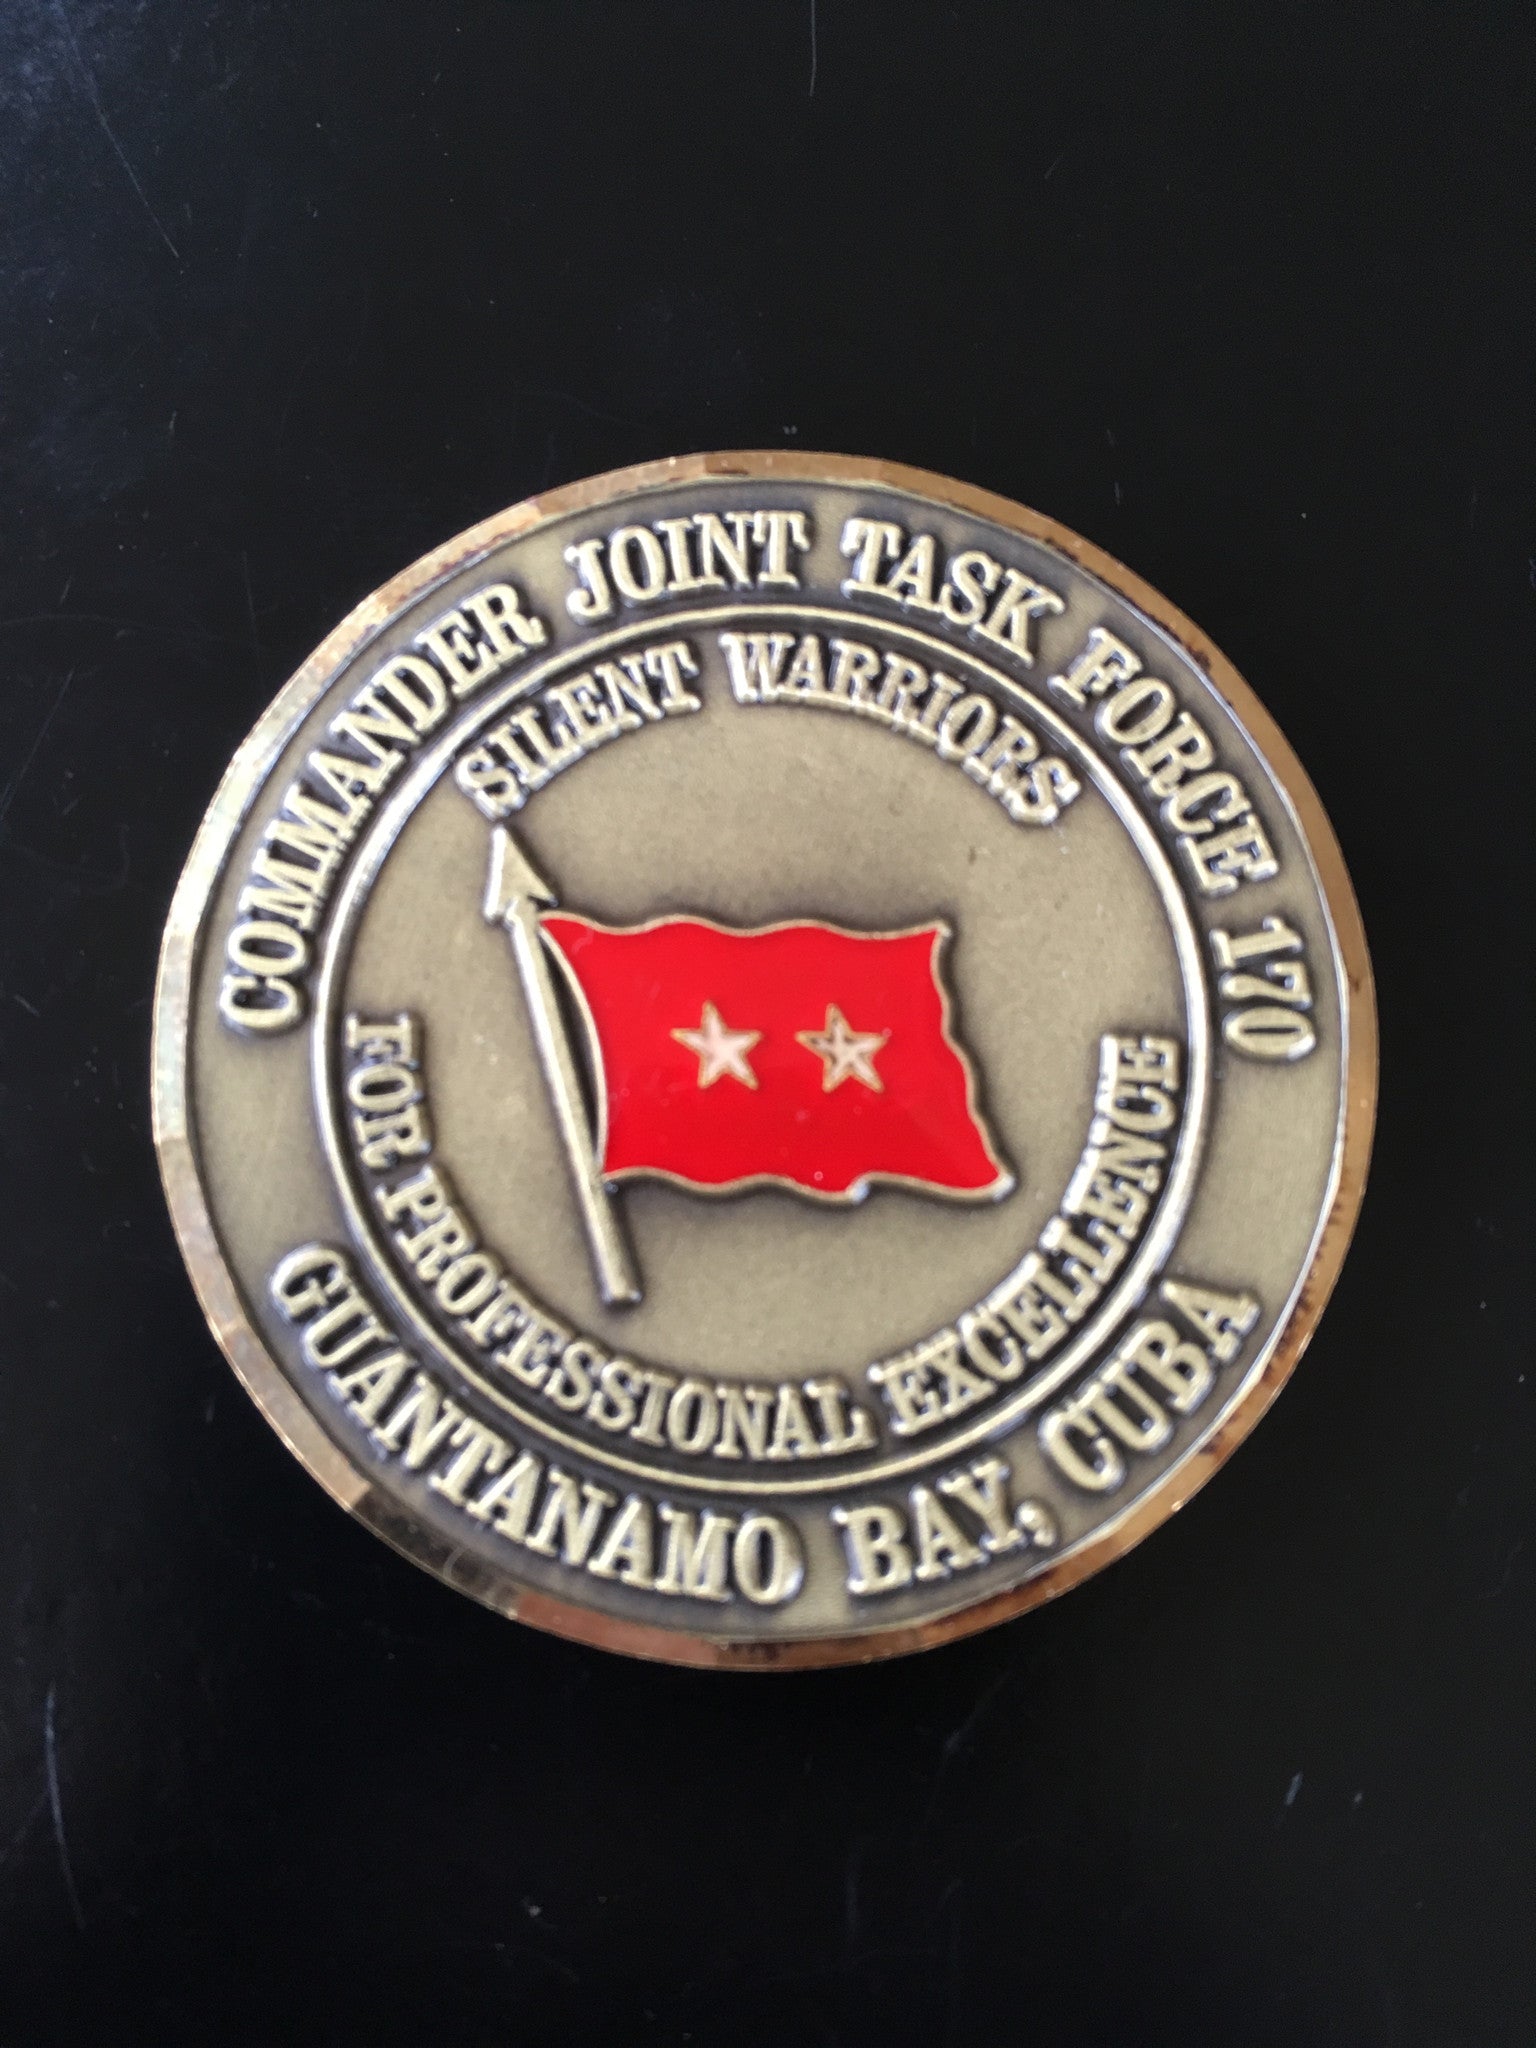 COMMANDER JOINT TASK FORCE 170
SILENT WARRIORS
FOR PROFESSIONAL EXCELLENCE
GUANTANAMO BAY, CUBA